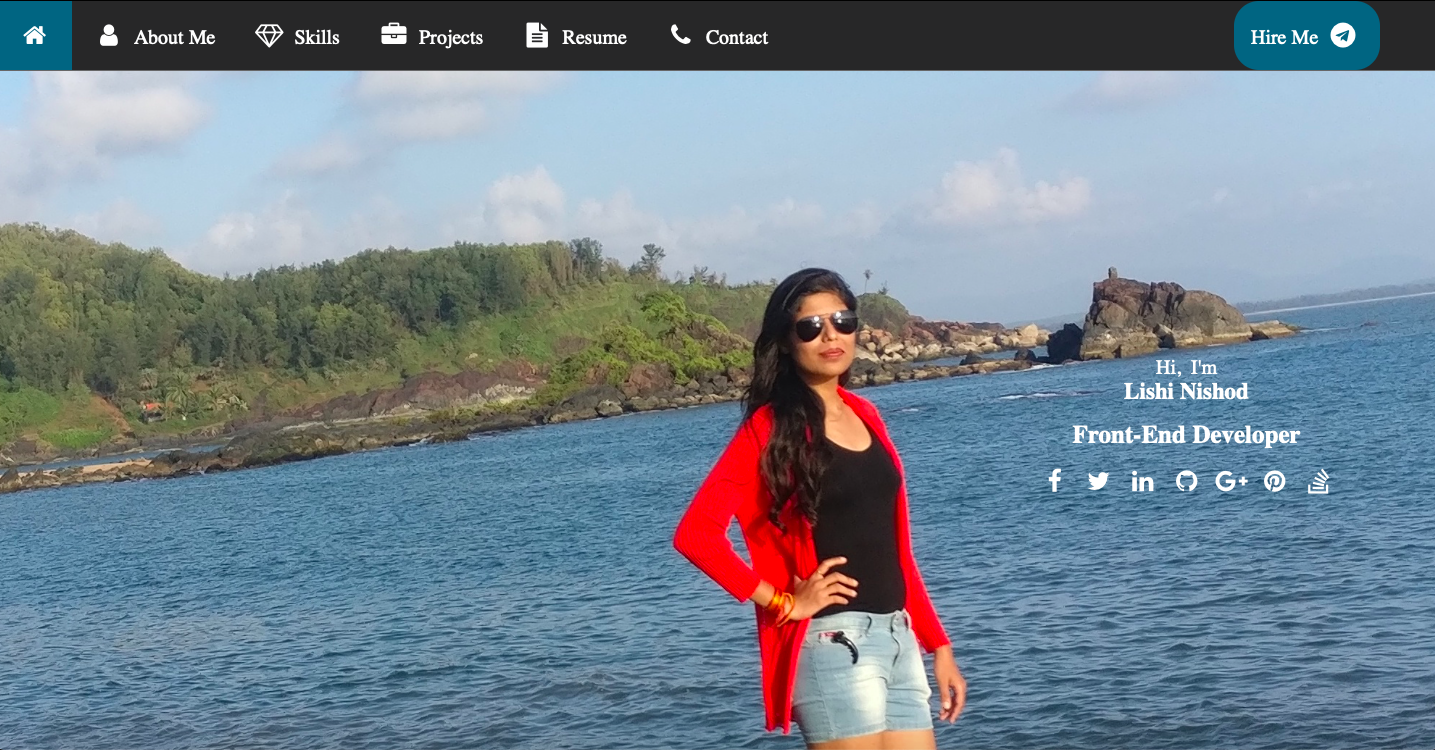 About Me
Skills
Projects
Resume
Contact
Hire Me
Hi, I'm
Lishi Nishod
Front-End Developer